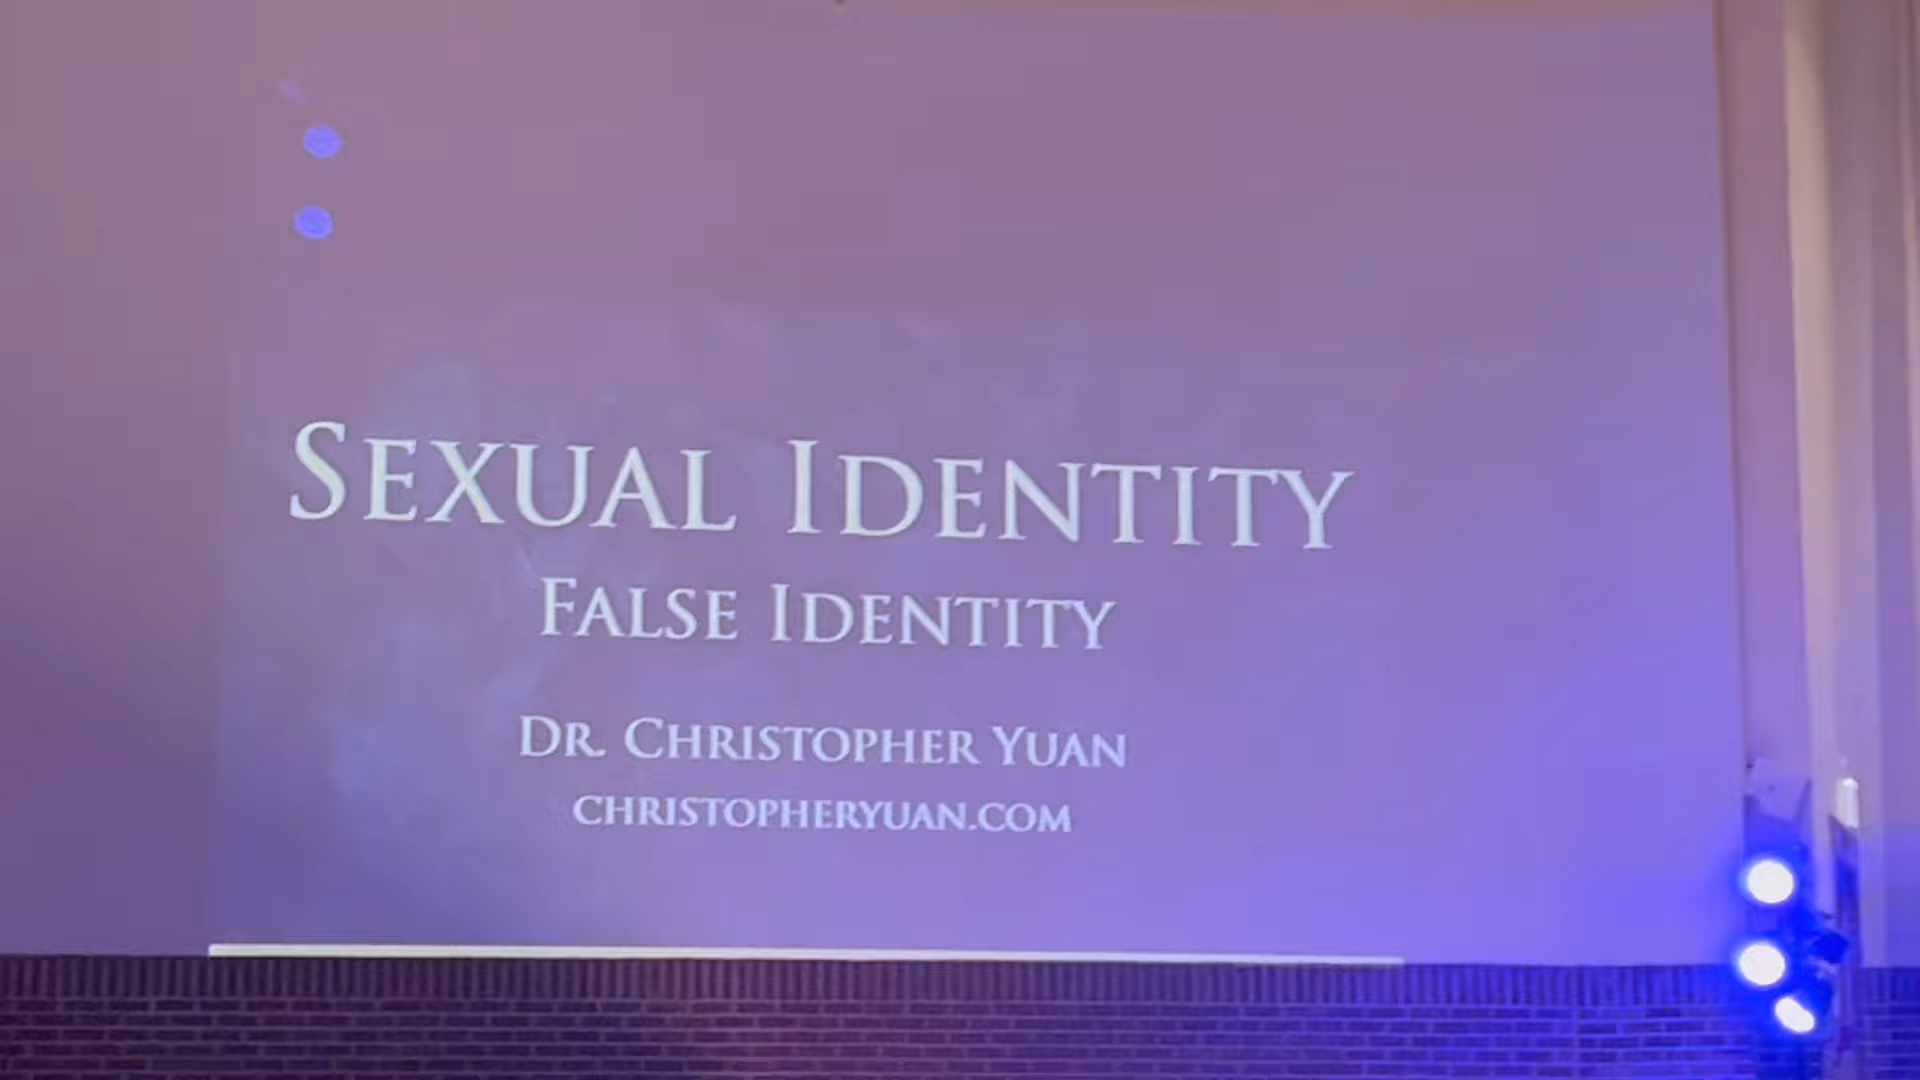 SEXUAL IDENTITY
FALSE IDENTITY
DR. CHRISTOPHER YUAN
CHRISTOPHERYUAN.COM